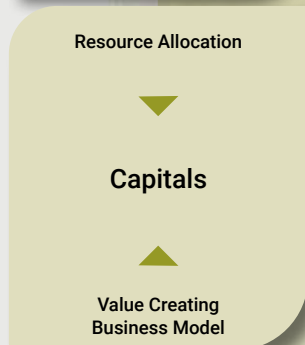 Resource Allocation
Capitals
Value Creating
Business Model